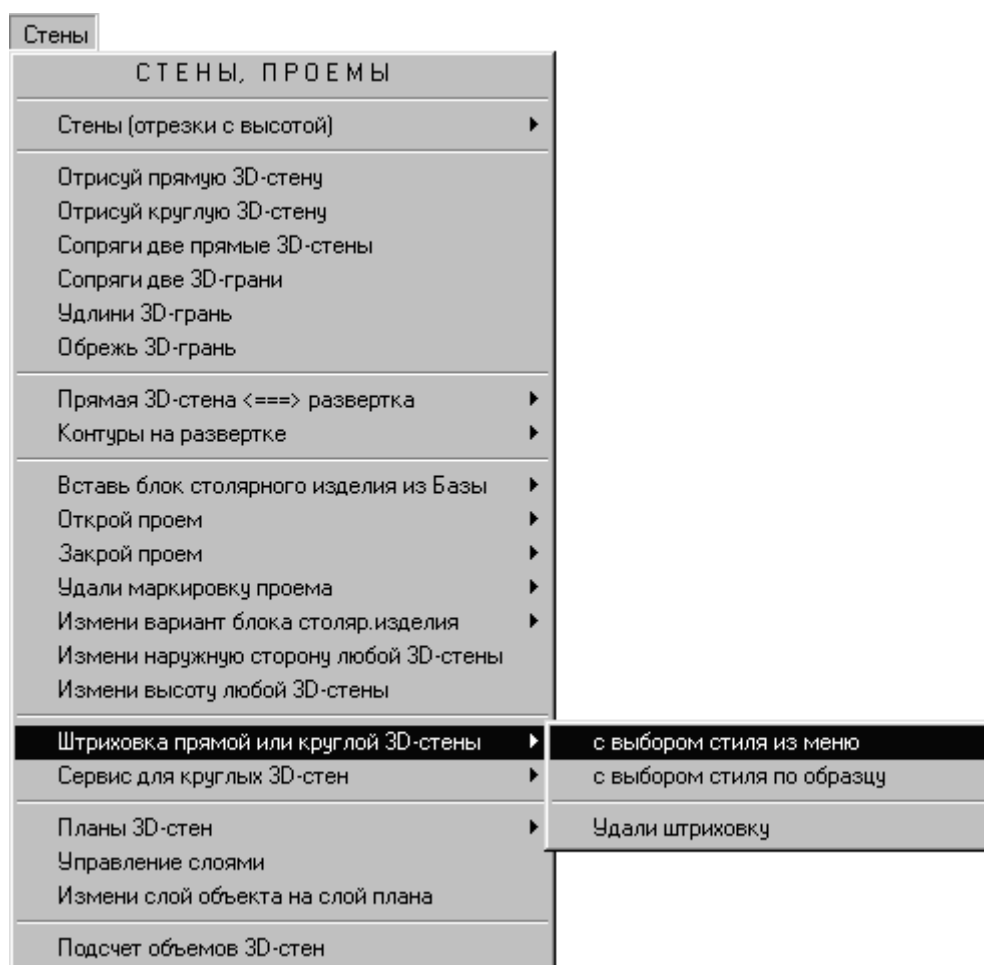 Стены
СТЕНЫ, ПРОЕМЫ
Стены (отрезки с высотой)
Отрисуй прямую 3D-стену
Отрисуй круглую 3D-стену
Сопряги две прямые 3D-стены
Сопряги две 3D-грани
Удлини 3D-грань
Обрежь 3D-грань
Прямая 3D-стена <===> развертка
Контуры на развертке
Вставь блок столярного изделия из Базы
Открой проем
Закрой проем
Удали маркировку проема
Измени вариант блока столяр.изделия
Измени наружную сторону любой 3D-стены
Измени высоту любой 3D-стены
Штриховка прямой или круглой 3D-стены
с выбором стиля из меню
Сервис для круглых 3D-стен
с выбором стиля по образцу
Планы 3D-стен
Удали штриховку
Управление слоями
Измени слой объекта на слой плана
Подсчет объемов 3D-стен